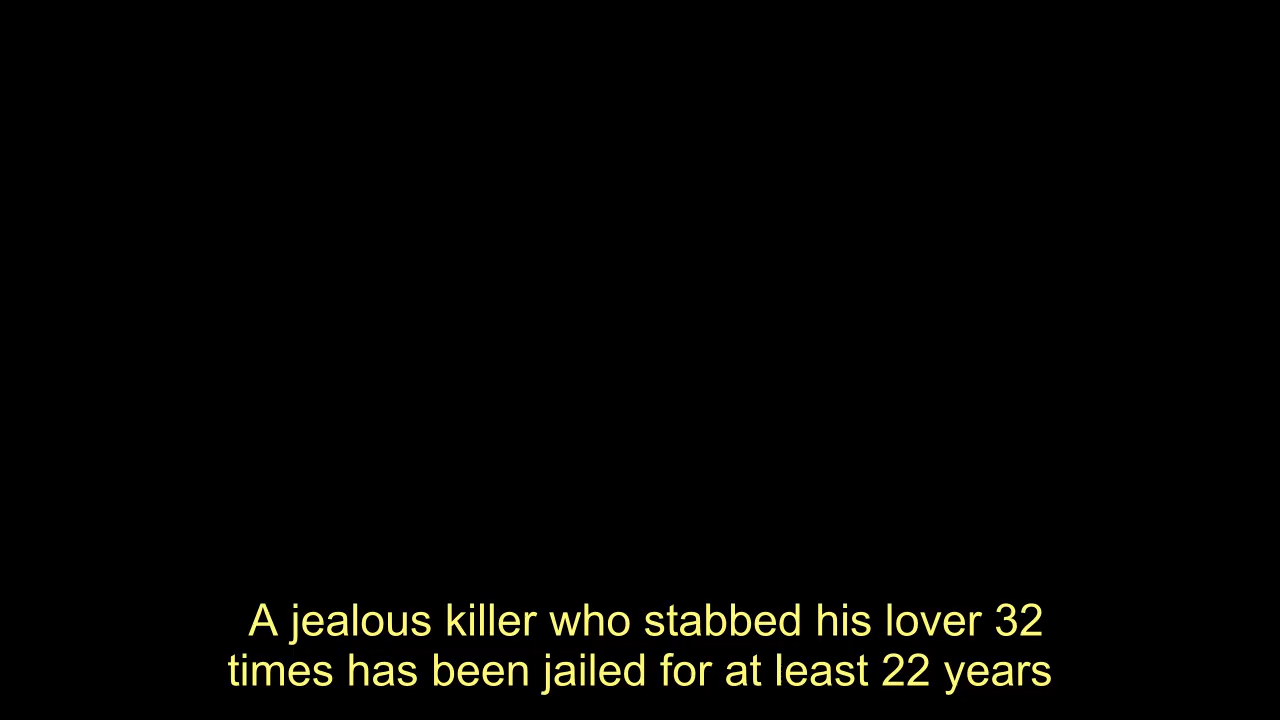 A jealous killer who stabbed his lover 32
times has been jailed for at least 22 years